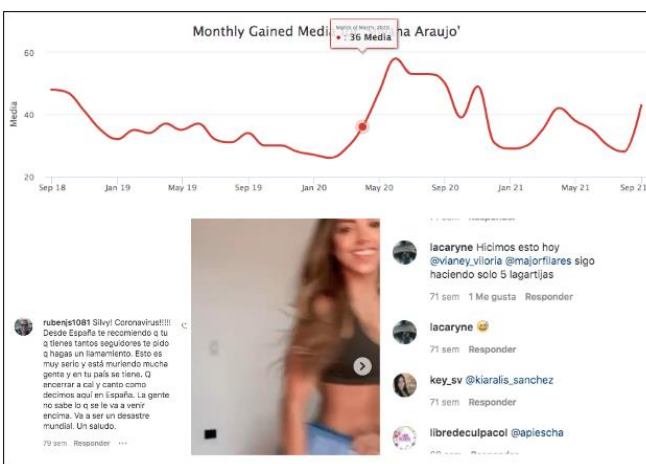 Monthly Gained Media
na Araujo'
Month of March, 2020
: 36 Media
Media
60
40
20
Sep 18
Jan 19
May 19
Sep 19
Jan 20
May 20
Sep 20
Jan 21
May 21
Sep 21
rubenjs1081 Silvy! Coronavirus!!!!!
Desde España te recomiendo q tu
q tienes tantos seguidores te pido
q hagas un llamamiento. Esto es
muy serio y está muriendo mucha
gente y en tu país se tiene. Q
encerrar a cal y canto como
decimos aquí en España. La gente
no sabe lo q se le va a venir
encima. Va a ser un desastre
mundial. Un saludo.
79 sem Responder ...
lacaryne Hicimos esto hoy
@vianey_viloria @majorfilares sigo
haciendo solo 5 lagartijas
71 sem 1 Me gusta Responder
lacaryne 😅
71 sem Responder
key_sv @kiaralis_sanchez
71 sem Responder
libredeculpacol @apiescha